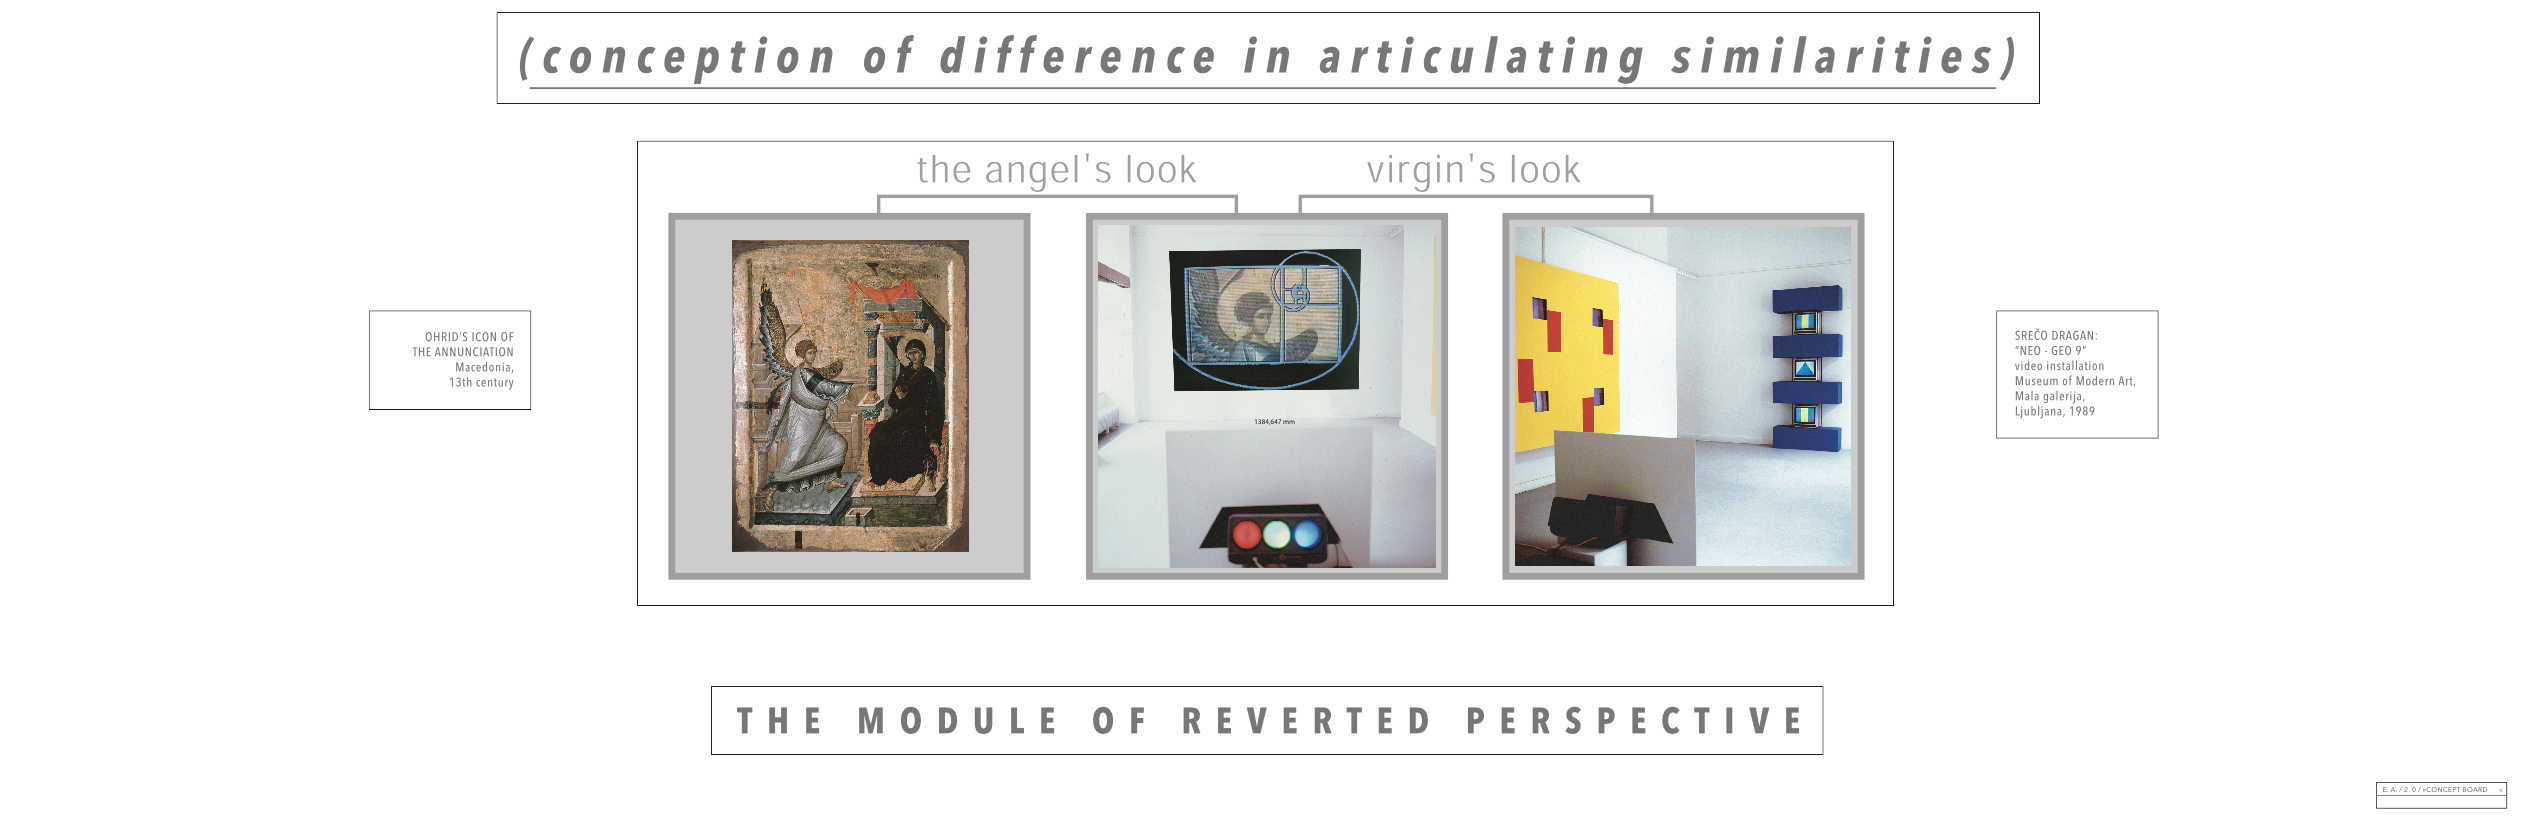 (conception of difference in articulating similarities)
the angel's look
virgin's look
OHRID'S ICON OF
THE ANNUNCIATION
Macedonia,
13th century
1384,647 mm
SREČO DRAGAN:
"NEO - GEO 9"
video installation
Museum of Modern Art,
Mala galerija,
Ljubljana, 1989
THE MODULE OF REVERTED PERSPECTIVE
E. A. / 2. 0 / »CONCEPT BOARD «